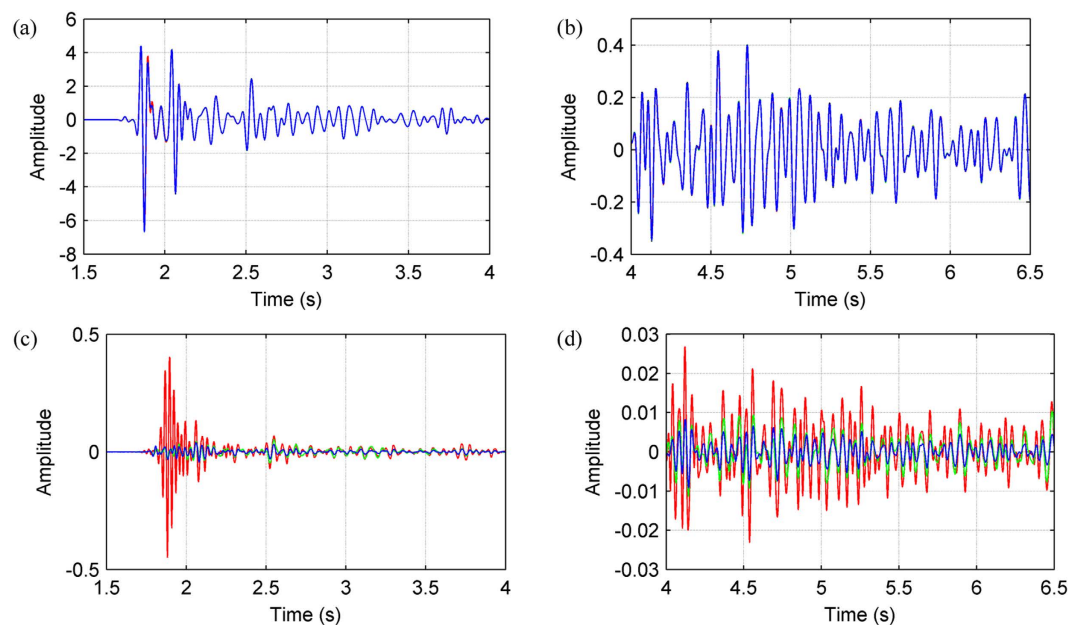 (a)
6
4
2
0
-2
-4
-6
-8
Amplitude
1.5 2 2.5 3 3.5 4
Time (s)
(b)
0.4
0.2
0
-0.2
-0.4
Amplitude
4 4.5 5 5.5 6 6.5
Time (s)
(c)
0.5
0
-0.5
Amplitude
1.5 2 2.5 3 3.5 4
Time (s)
(d)
0.03
0.02
0.01
0
-0.01
-0.02
-0.03
Amplitude
4 4.5 5 5.5 6 6.5
Time (s)